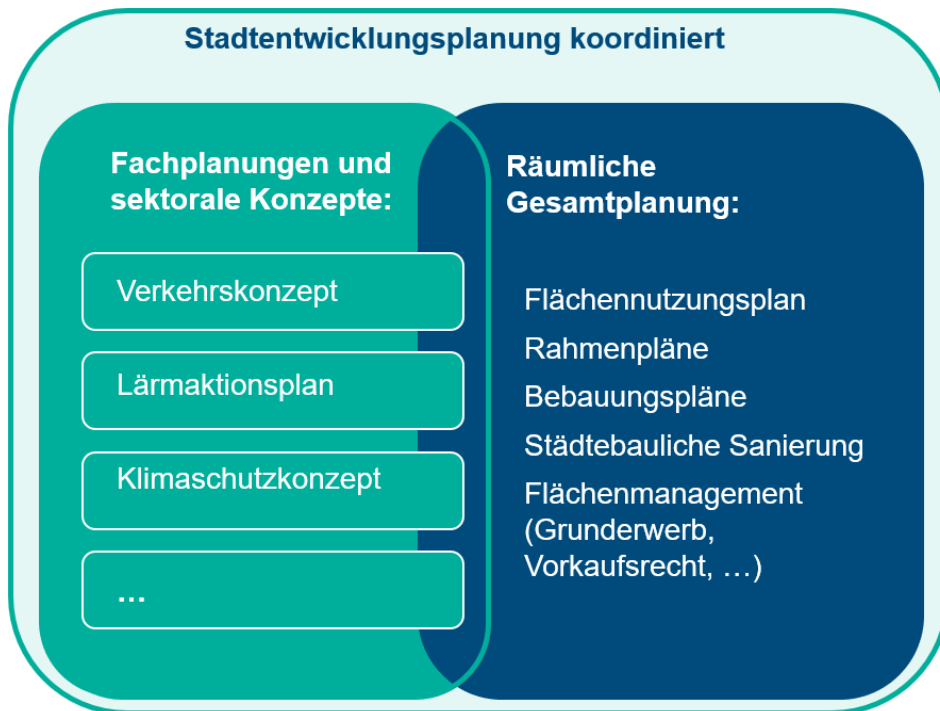 Stadtentwicklungsplanung koordiniert
Fachplanungen und
sektorale Konzepte:
Verkehrskonzept
Lärmaktionsplan
Klimaschutzkonzept
...
Räumliche
Gesamtplanung:
Flächennutzungsplan
Rahmenpläne
Bebauungspläne
Städtebauliche Sanierung
Flächenmanagement
(Grunderwerb,
Vorkaufsrecht, ...)